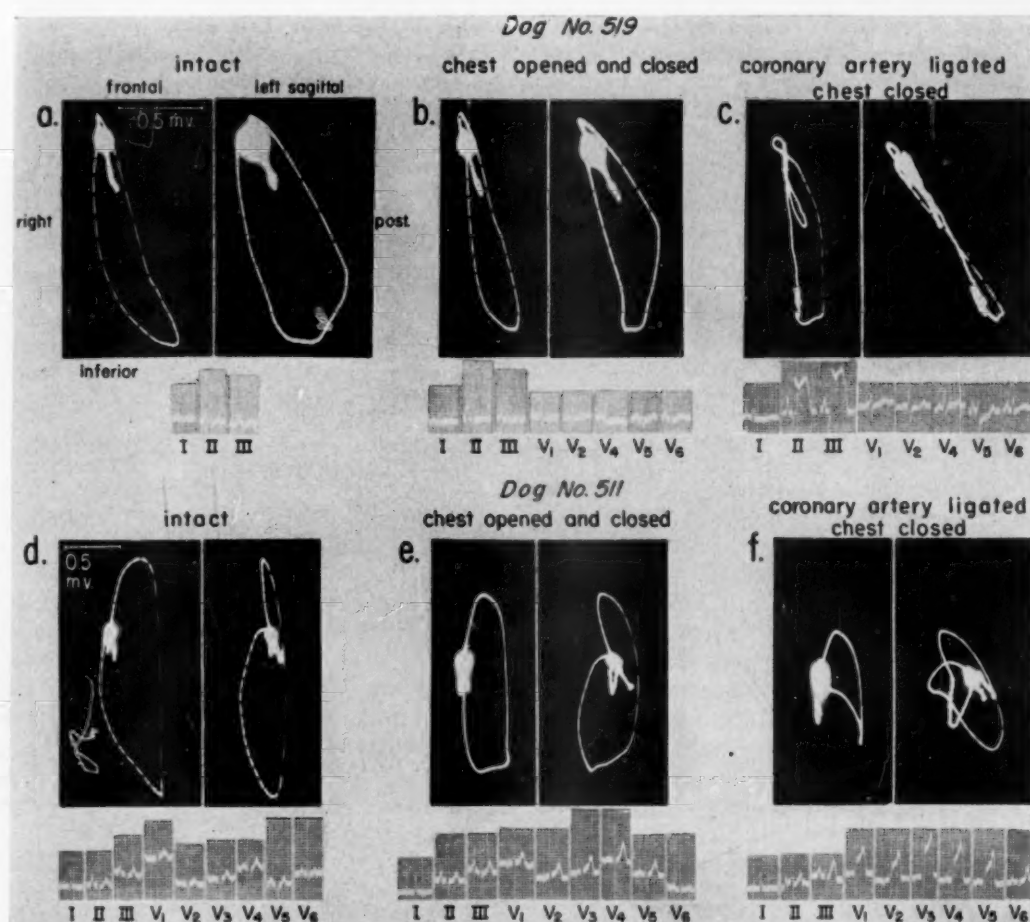 Dog No. 519
intact
chest opened and closed
coronary artery ligated
chest closed
frontal
left sagittal
a.
0.5 mv.
b.
c.
right
post.
inferior
I II III
I II III V₁ V₂ V₄ V₅ V₆
I II III V₁ V₂ V₄ V₅ V₆
Dog No. 511
intact
chest opened and closed
coronary artery ligated
chest closed
d.
0.5
mv.
e.
f.
I II III V₁ V₂ V₃ V₄ V₅ V₆
I II III V₁ V₂ V₃ V₄ V₅ V₆
I II III V₁ V₂ V₃ V₄ V₅ V₆